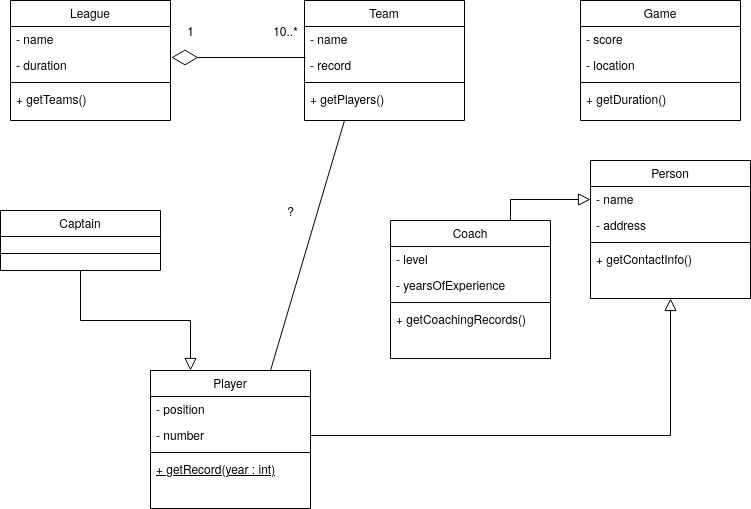 League
- name
- duration
+ getTeams()
1
10..*
Team
- name
- record
+ getPlayers()
Game
- score
- location
+ getDuration()
Person
- name
- address
+ getContactInfo()
Captain
?
Coach
- level
- yearsOfExperience
+ getCoachingRecords()
Player
- position
- number
+ getRecord(year : int)